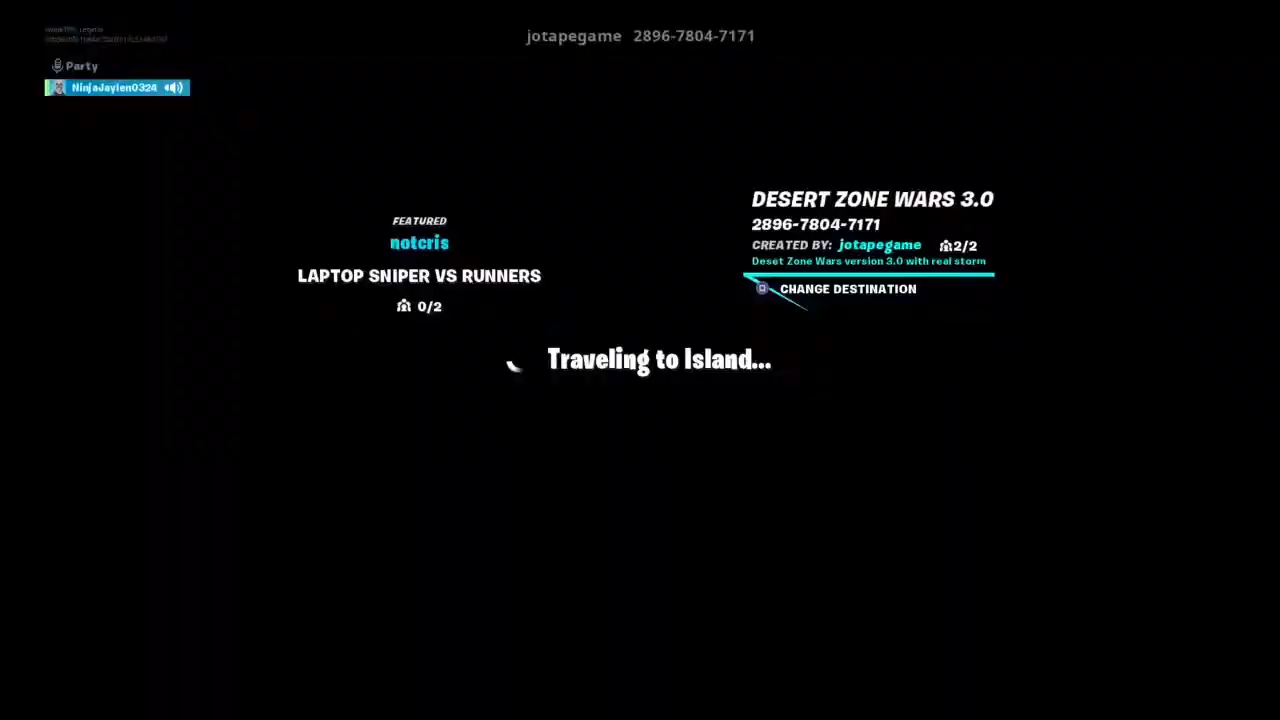 jotapegame 2896-7804-7171
Party
NinjaJaylen0324
FEATURED
notcris
LAPTOP SNIPER VS RUNNERS
0/2
DESERT ZONE WARS 3.0
2896-7804-7171
CREATED BY: jotapegame 2/2
Deset Zone Wars version 3.0 with real storm
CHANGE DESTINATION
Traveling to Island...